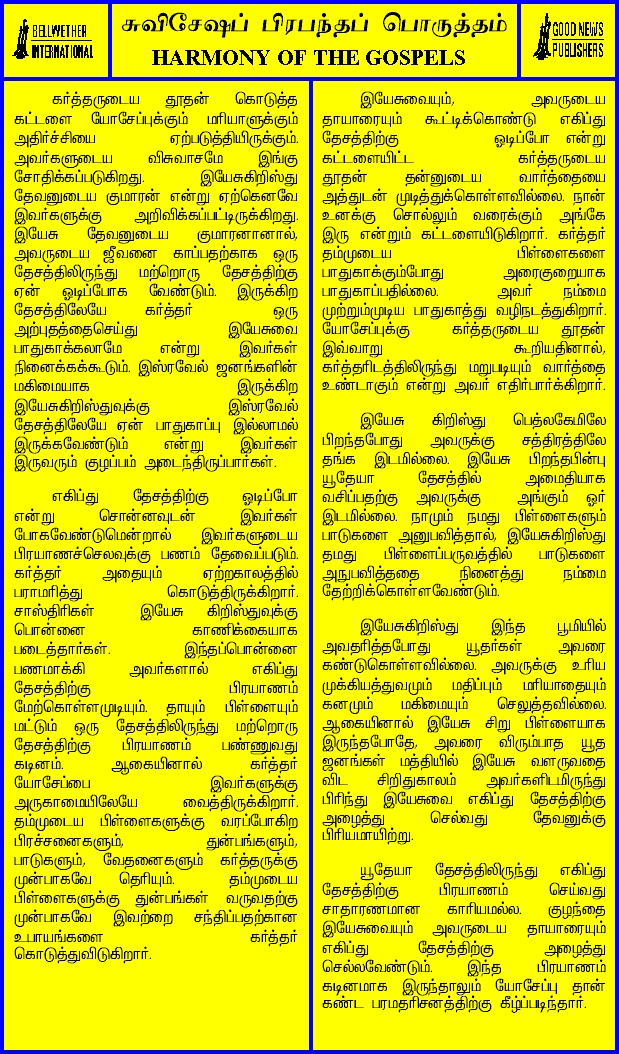 BELLWETHER
INTERNATIONAL
சுவிசேஷப் பிரபந்தப் பொருத்தம்
HARMONY OF THE GOSPELS
GOOD NEWS
PUBLISHERS
கர்த்தருடைய தூதன் கொடுத்த
கட்டளை யோசேப்புக்கும் மரியாளுக்கும்
அதிர்ச்சியை ஏற்படுத்தியிருக்கும்.
அவர்களுடைய விசுவாசமே இங்கு
சோதிக்கப்படுகிறது. இயேசுகிறிஸ்து
தேவனுடைய குமாரன் என்று ஏற்கெனவே
இவர்களுக்கு அறிவிக்கப்பட்டிருக்கிறது.
இயேசு தேவனுடைய குமாரனானால்,
அவருடைய ஜீவனை காப்பதற்காக ஒரு
தேசத்திலிருந்து மற்றொரு தேசத்திற்கு
ஏன் ஓடிப்போக வேண்டும். இருக்கிற
தேசத்திலேயே கர்த்தர் ஒரு
அற்புதத்தைசெய்து இயேசுவை
பாதுகாக்கலாமே என்று இவர்கள்
நினைக்கக்கூடும். இஸ்ரவேல் ஜனங்களின்
மகிமையாக இருக்கிற
இயேசுகிறிஸ்துவுக்கு இஸ்ரவேல்
தேசத்திலேயே ஏன் பாதுகாப்பு இல்லாமல்
இருக்கவேண்டும் என்று இவர்கள்
இருவரும் குழப்பம் அடைந்திருப்பார்கள்.
எகிப்து தேசத்திற்கு ஓடிப்போ
என்று சொன்னவுடன் இவர்கள்
போகவேண்டுமென்றால் இவர்களுடைய
பிரயாணச்செலவுக்கு பணம் தேவைப்படும்.
கர்த்தர் அதையும் ஏற்றகாலத்தில்
பராமரித்து கொடுத்திருக்கிறார்.
சாஸ்திரிகள் இயேசு கிறிஸ்துவுக்கு
பொன்னை காணிக்கையாக
படைத்தார்கள். இந்தப்பொன்னை
பணமாக்கி அவர்களால் எகிப்து
தேசத்திற்கு பிரயாணம்
மேற்கொள்ளமுடியும். தாயும் பிள்ளையும்
மட்டும் ஒரு தேசத்திலிருந்து மற்றொரு
தேசத்திற்கு பிரயாணம் பண்ணுவது
கடினம். ஆகையினால் கர்த்தர்
யோசேப்பை இவர்களுக்கு
அருகாமையிலேயே வைத்திருக்கிறார்.
தம்முடைய பிள்ளைகளுக்கு வரப்போகிற
பிரச்சனைகளும், துன்பங்களும்,
பாடுகளும், வேதனைகளும் கர்த்தருக்கு
முன்பாகவே தெரியும். தம்முடைய
பிள்ளைகளுக்கு துன்பங்கள் வருவதற்கு
முன்பாகவே இவற்றை சந்திப்பதற்கான
உபாயங்களை கர்த்தர்
கொடுத்துவிடுகிறார்.
இயேசுவையும், அவருடைய
தாயாரையும் கூட்டிக்கொண்டு எகிப்து
தேசத்திற்கு ஓடிப்போ என்று
கட்டளையிட்ட கர்த்தருடைய
தூதன் தன்னுடைய வார்த்தையை
அத்துடன் முடித்துக்கொள்ளவில்லை. நான்
உனக்கு சொல்லும் வரைக்கும் அங்கே
இரு என்றும் கட்டளையிடுகிறார். கர்த்தர்
தம்முடைய பிள்ளைகளை
பாதுகாக்கும்போது அரைகுறையாக
பாதுகாப்பதில்லை. அவர் நம்மை
முற்றும்முடிய பாதுகாத்து வழிநடத்துகிறார்.
யோசேப்புக்கு கர்த்தருடைய தூதன்
இவ்வாறு கூறியதினால்,
கர்த்தரிடத்திலிருந்து மறுபடியும் வார்த்தை
உண்டாகும் என்று அவர் எதிர்பார்க்கிறார்.
இயேசு கிறிஸ்து பெத்லகேமிலே
பிறந்தபோது அவருக்கு சத்திரத்திலே
தங்க இடமில்லை. இயேசு பிறந்தபின்பு
யூதேயா தேசத்தில் அமைதியாக
வசிப்பதற்கு அவருக்கு அங்கும் ஓர்
இடமில்லை. நாமும் நமது பிள்ளைகளும்
பாடுகளை அனுபவித்தால், இயேசுகிறிஸ்து
தமது பிள்ளைப்பருவத்தில் பாடுகளை
அநுபவித்ததை நினைத்து நம்மை
தேற்றிக்கொள்ளவேண்டும்.
இயேசுகிறிஸ்து இந்த பூமியில்
அவதரித்தபோது யூதர்கள் அவரை
கண்டுகொள்ளவில்லை. அவருக்கு உரிய
முக்கியத்துவமும் மதிப்பும் மரியாதையும்
கனமும் மகிமையும் செலுத்தவில்லை.
ஆகையினால் இயேசு சிறு பிள்ளையாக
இருந்தபோதே, அவரை விரும்பாத யூத
ஜனங்கள் மத்தியில் இயேசு வளருவதை
விட சிறிதுகாலம் அவர்களிடமிருந்து
பிரிந்து இயேசுவை எகிப்து தேசத்திற்கு
அழைத்து செல்வது தேவனுக்கு
பிரியமாயிற்று.
யூதேயா தேசத்திலிருந்து எகிப்து
தேசத்திற்கு பிரயாணம் செய்வது
சாதாரணமான காரியமல்ல. குழந்தை
இயேசுவையும் அவருடைய தாயாரையும்
எகிப்து தேசத்திற்கு அழைத்து
செல்லவேண்டும். இந்த பிரயாணம்
கடினமாக இருந்தாலும் யோசேப்பு தான்
கண்ட பரமதரிசனத்திற்கு கீழ்ப்படிந்தார்.